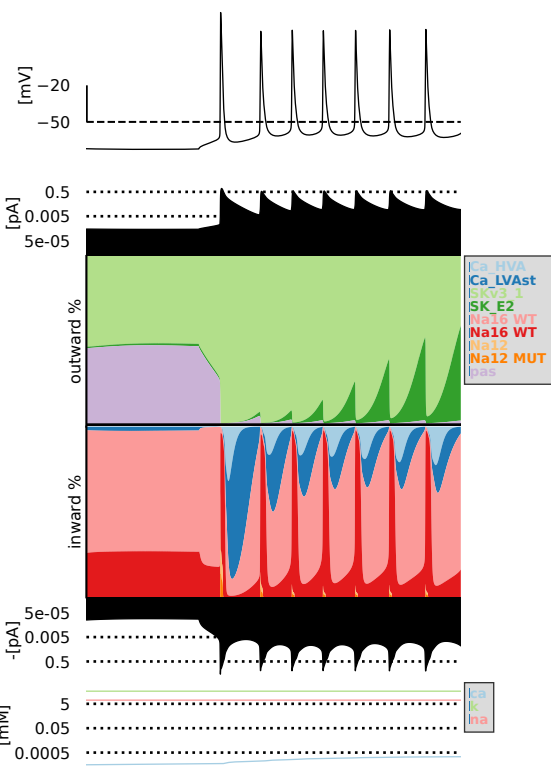 [mV]
−20
−50
[pA]
0.5
0.005
5e-05
outward %
Ca_HVA
Ca_LVAst
SKv3_1
SK_E2
Na16 WT
Na16 WT
Na12
Na12 MUT
pas
inward %
-[pA]
5e-05
0.005
0.5
[mM]
5
0.05
0.0005
ca
k
na